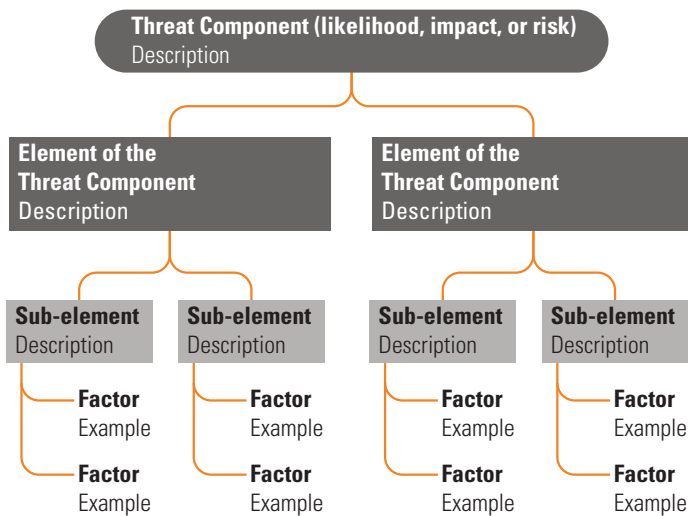 Threat Component (likelihood, impact, or risk)
Description
Element of the
Threat Component
Description
Element of the
Threat Component
Description
Sub-element
Description
Sub-element
Description
Sub-element
Description
Sub-element
Description
Factor
Example
Factor
Example
Factor
Example
Factor
Example
Factor
Example
Factor
Example
Factor
Example
Factor
Example